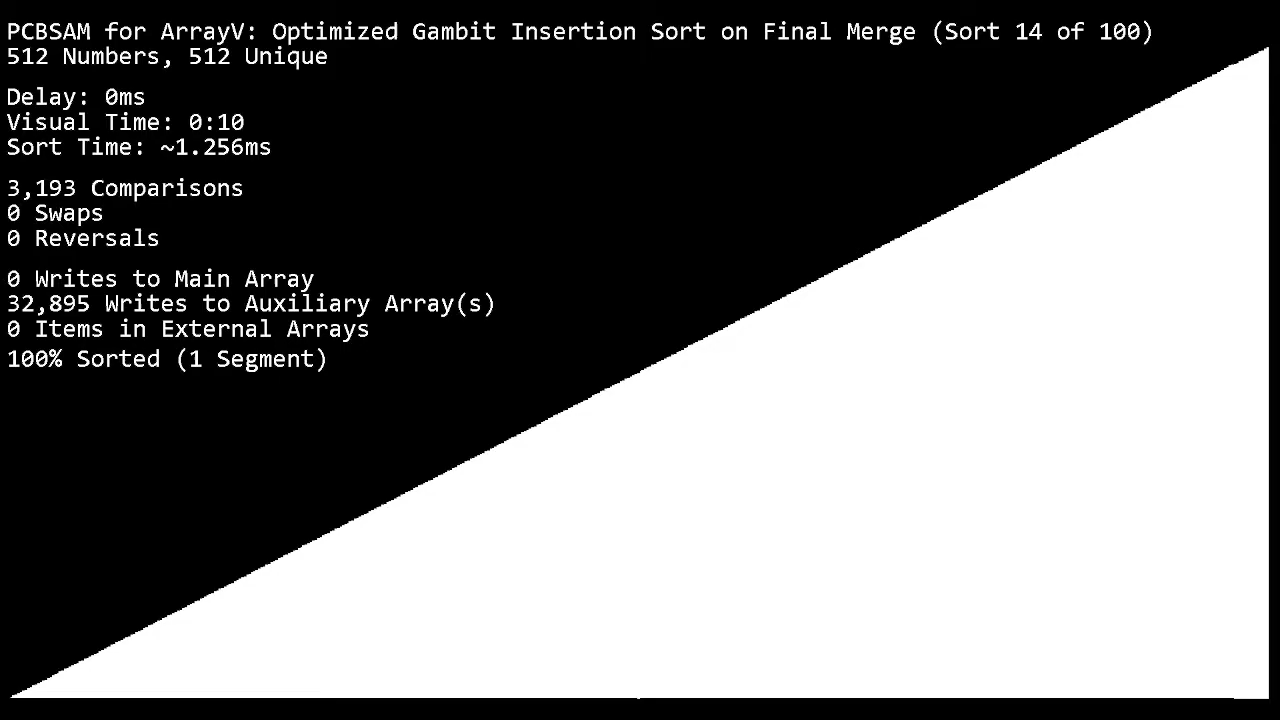 PCBSAM for ArrayV: Optimized Gambit Insertion Sort on Final Merge (Sort 14 of 100)
512 Numbers, 512 Unique
Delay: 0ms
Visual Time: 0:10
Sort Time: ~1.256ms
3,193 Comparisons
0 Swaps
0 Reversals
0 Writes to Main Array
32,895 Writes to Auxiliary Array(s)
0 Items in External Arrays
100% Sorted (1 Segment)